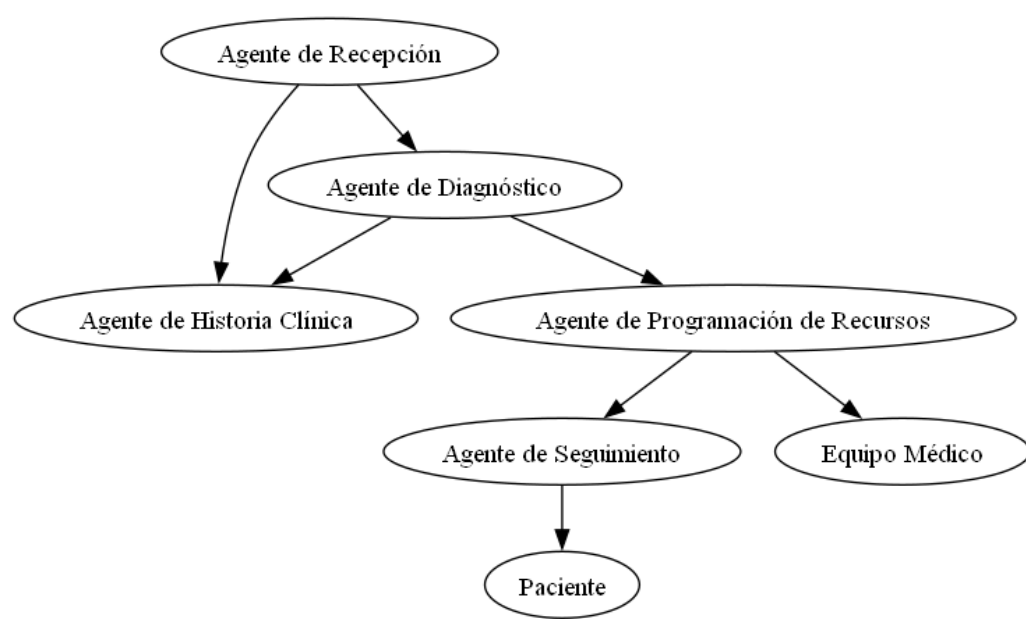 Agente de Recepción
Agente de Diagnóstico
Agente de Historia Clínica
Agente de Programación de Recursos
Agente de Seguimiento
Equipo Médico
Paciente